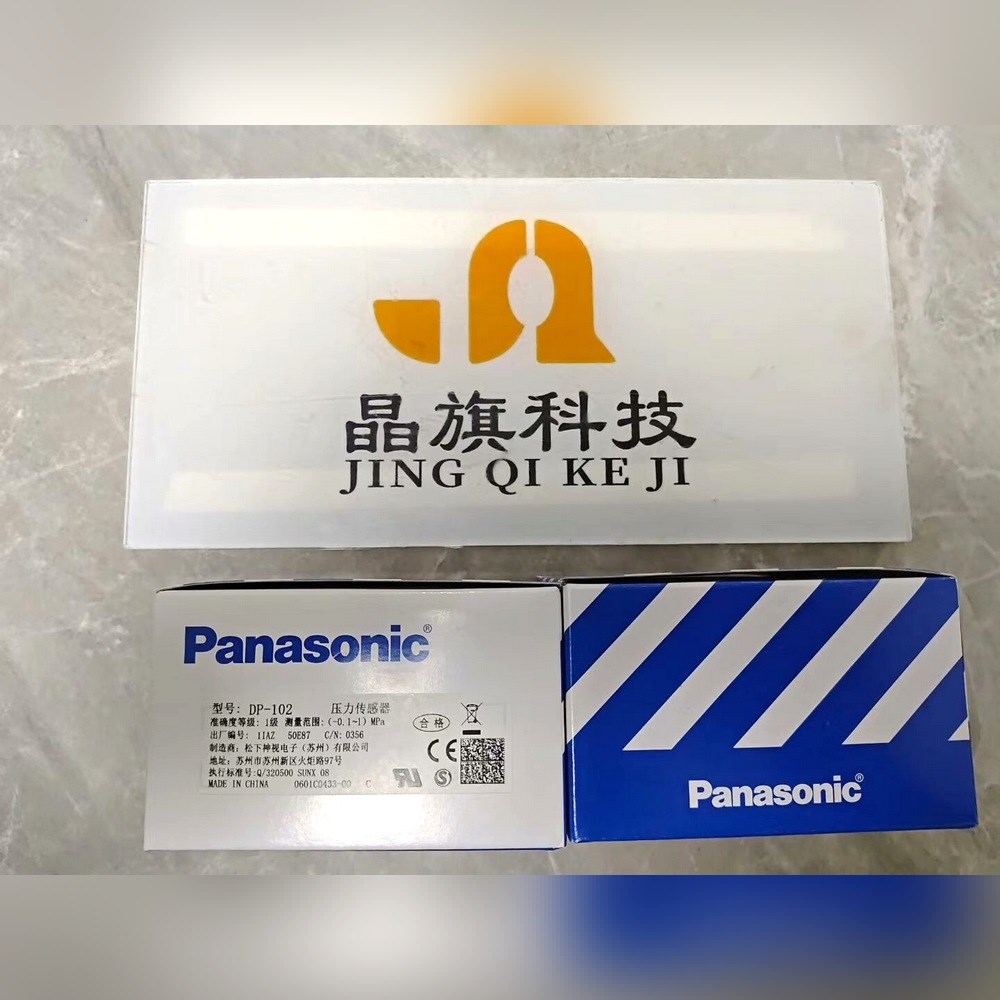 晶旗科技
JING QI KE JI
Panasonic®
型号: DP-102 压力传感器
准确度等级: 1级 测量范围: (-0.1~1) MPa
出厂编号: 1IAZ 50E87 C/N: 0356
制造商: 松下神视电子(苏州)有限公司
地址: 苏州市苏州新区火炬路97号
执行标准号: Q/320500 SUNX 08
MADE IN CHINA 0601C0433-00 C
合格
CE
Panasonic®